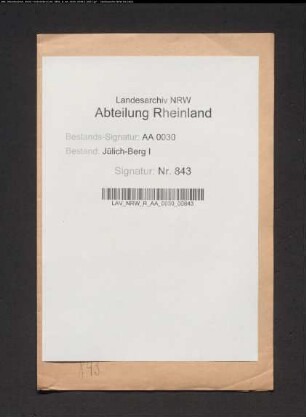 Landesarchiv NRW
Abteilung Rheinland
Bestands-Signatur: AA 0030
Bestand: Jülich-Berg I
Signatur: Nr. 843
LAV_NRW_R_AA_0030_00843